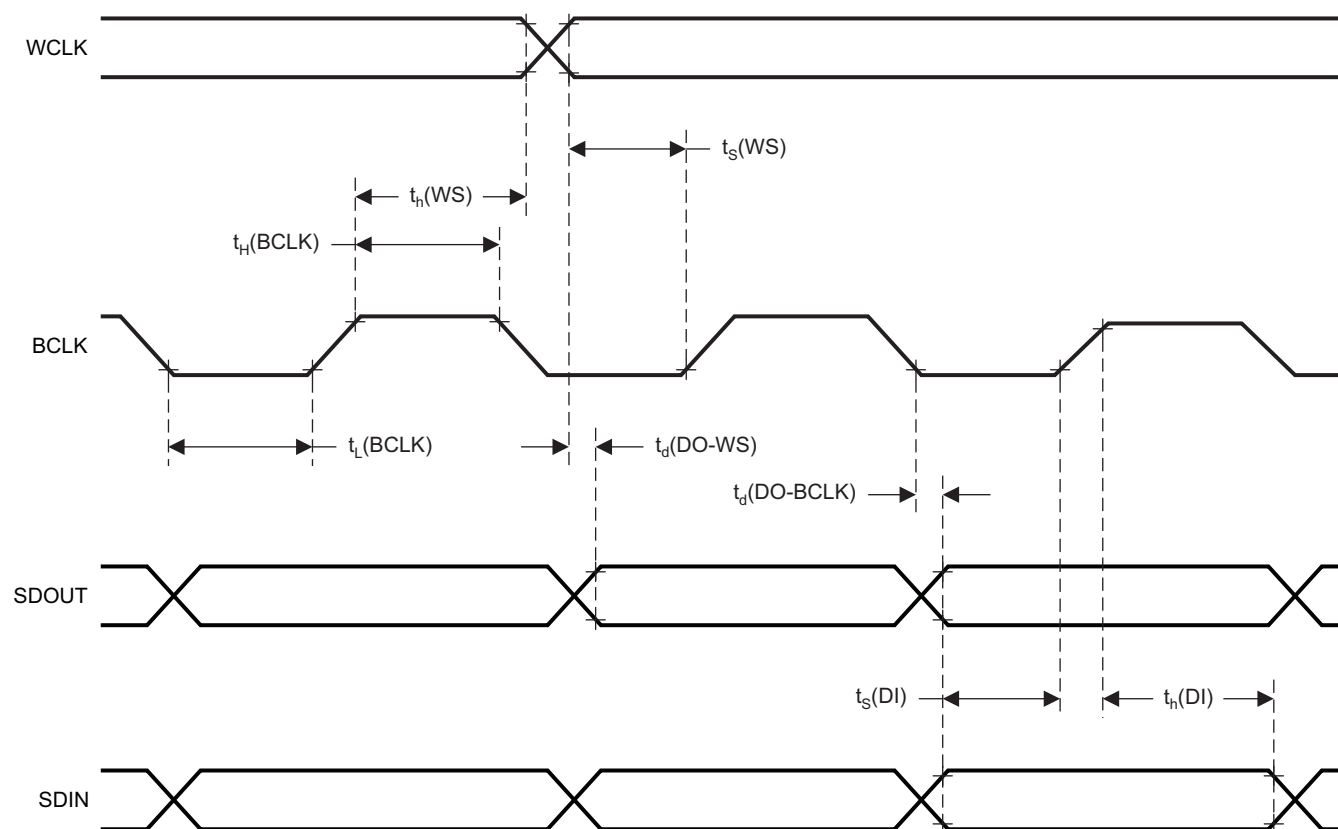 WCLK
tS(WS)
th(WS)
tH(BCLK)
BCLK
tL(BCLK)
td(DO-WS)
td(DO-BCLK)
SDOUT
tS(DI)
th(DI)
SDIN